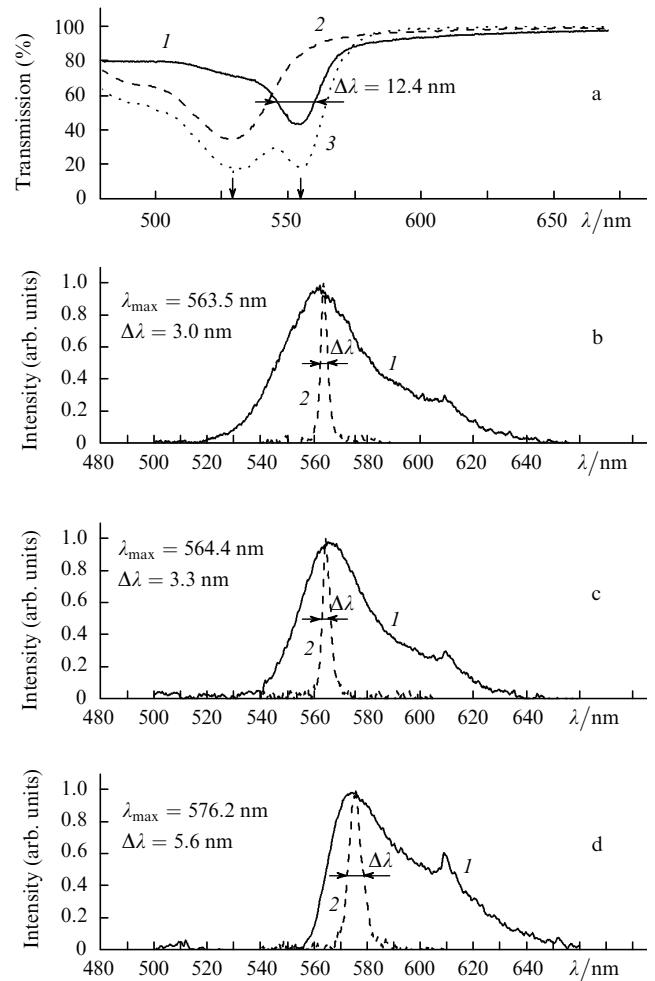 Transmission (%)
100
80
60
40
20
0
1
2
3
Δλ = 12.4 nm
a
500
550
600
650
λ/nm
Intensity (arb. units)
1.0
0.8
0.6
0.4
0.2
0
λmax = 563.5 nm
Δλ = 3.0 nm
Δλ
1
2
b
480
500
520
540
560
580
600
620
640
λ/nm
Intensity (arb. units)
1.0
0.8
0.6
0.4
0.2
0
λmax = 564.4 nm
Δλ = 3.3 nm
Δλ
1
2
c
480
500
520
540
560
580
600
620
640
λ/nm
Intensity (arb. units)
1.0
0.8
0.6
0.4
0.2
0
λmax = 576.2 nm
Δλ = 5.6 nm
Δλ
1
2
d
480
500
520
540
560
580
600
620
640
λ/nm